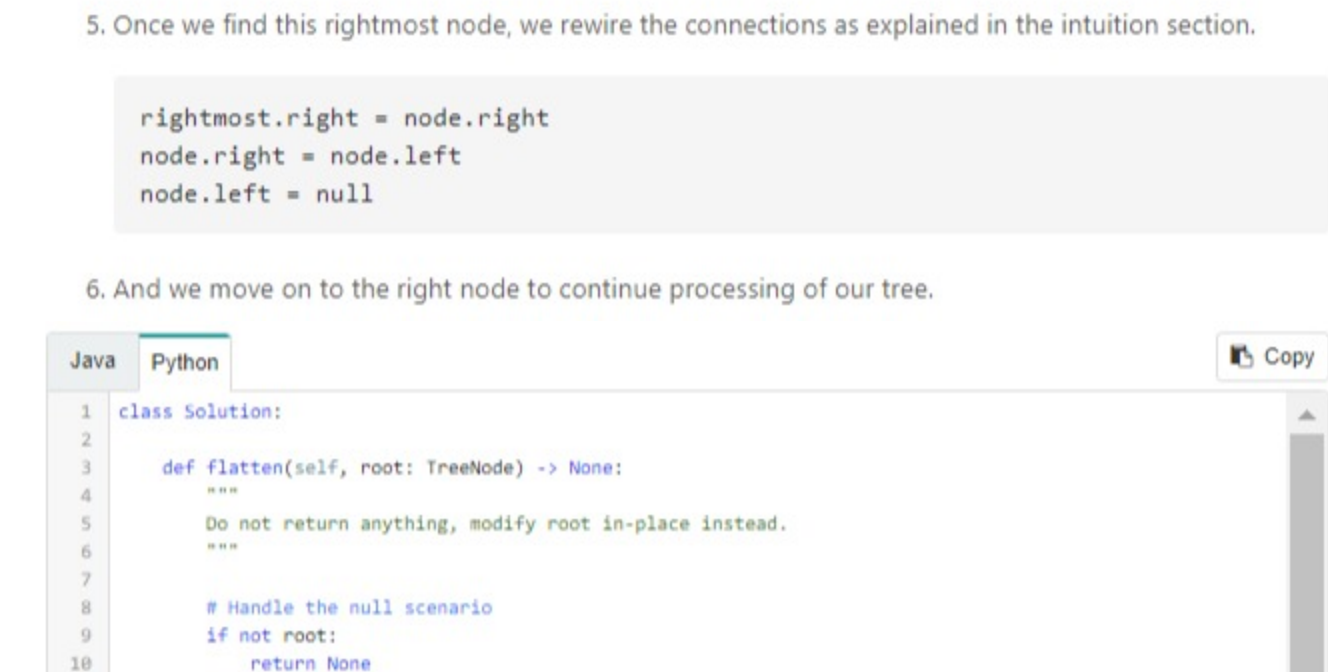 5. Once we find this rightmost node, we rewire the connections as explained in the intuition section.
rightmost.right = node.right
node.right = node.left
node.left = null
6. And we move on to the right node to continue processing of our tree.
Java Python Copy
1 class Solution:
2
3 def flatten(self, root: TreeNode) -> None:
4 """
5 Do not return anything, modify root in-place instead.
6 """
7
8 # Handle the null scenario
9 if not root:
10 return None